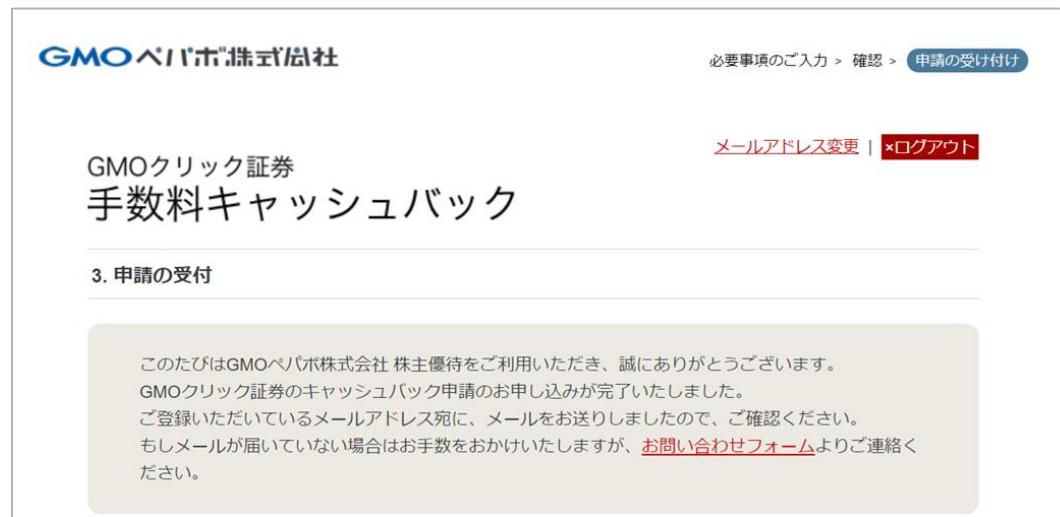 GMOペパボ株式会社
必要事項のご入力 > 確認 > 申請の受け付け
メールアドレス変更 | ×ログアウト
GMOクリック証券
手数料キャッシュバック
3. 申請の受付
このたびはGMOペパボ株式会社 株主優待をご利用いただき、誠にありがとうございます。
GMOクリック証券のキャッシュバック申請のお申し込みが完了いたしました。
ご登録いただいているメールアドレス宛に、メールをお送りしましたので、ご確認ください。
もしメールが届いていない場合はお手数をおかけいたしますが、お問い合わせフォームよりご連絡く
ださい。